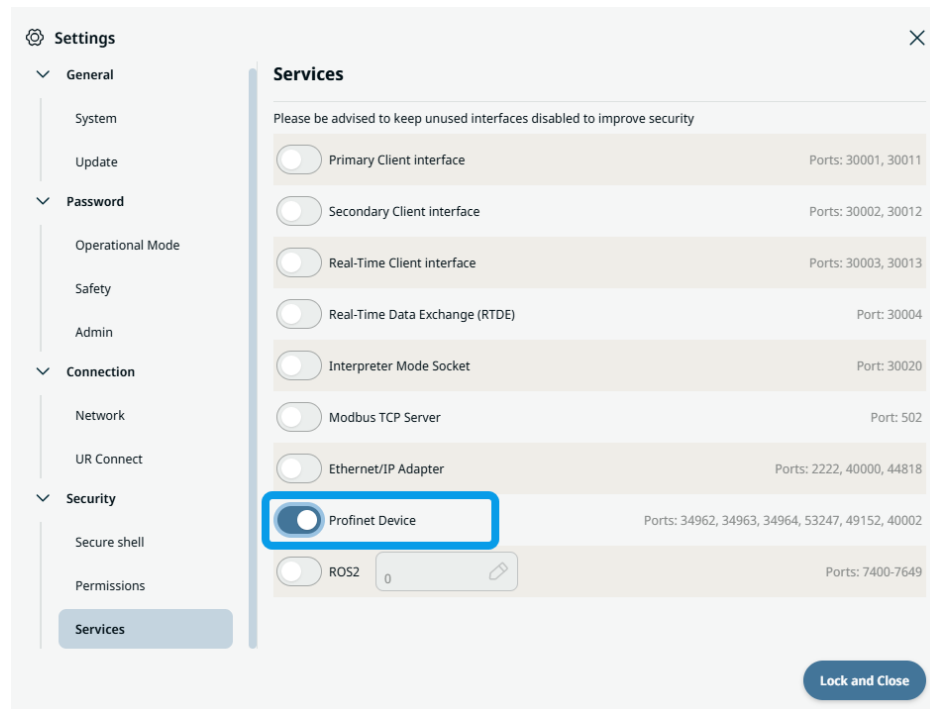 Settings
General
System
Update
Password
Operational Mode
Safety
Admin
Connection
Network
UR Connect
Security
Secure shell
Permissions
Services
Services
Please be advised to keep unused interfaces disabled to improve security
Primary Client interface Ports: 30001, 30011
Secondary Client interface Ports: 30002, 30012
Real-Time Client interface Ports: 30003, 30013
Real-Time Data Exchange (RTDE) Port: 30004
Interpreter Mode Socket Port: 30020
Modbus TCP Server Port: 502
Ethernet/IP Adapter Ports: 2222, 40000, 44818
Profinet Device Ports: 34962, 34963, 34964, 53247, 49152, 40002
ROS2 0 Ports: 7400-7649
Lock and Close